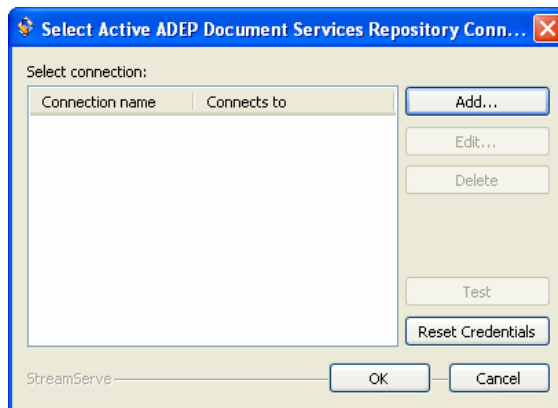 Select Active ADEP Document Services Repository Conn...
Select connection:
Connection name Connects to
Add...
Edit...
Delete
Test
Reset Credentials
StreamServe
OK
Cancel